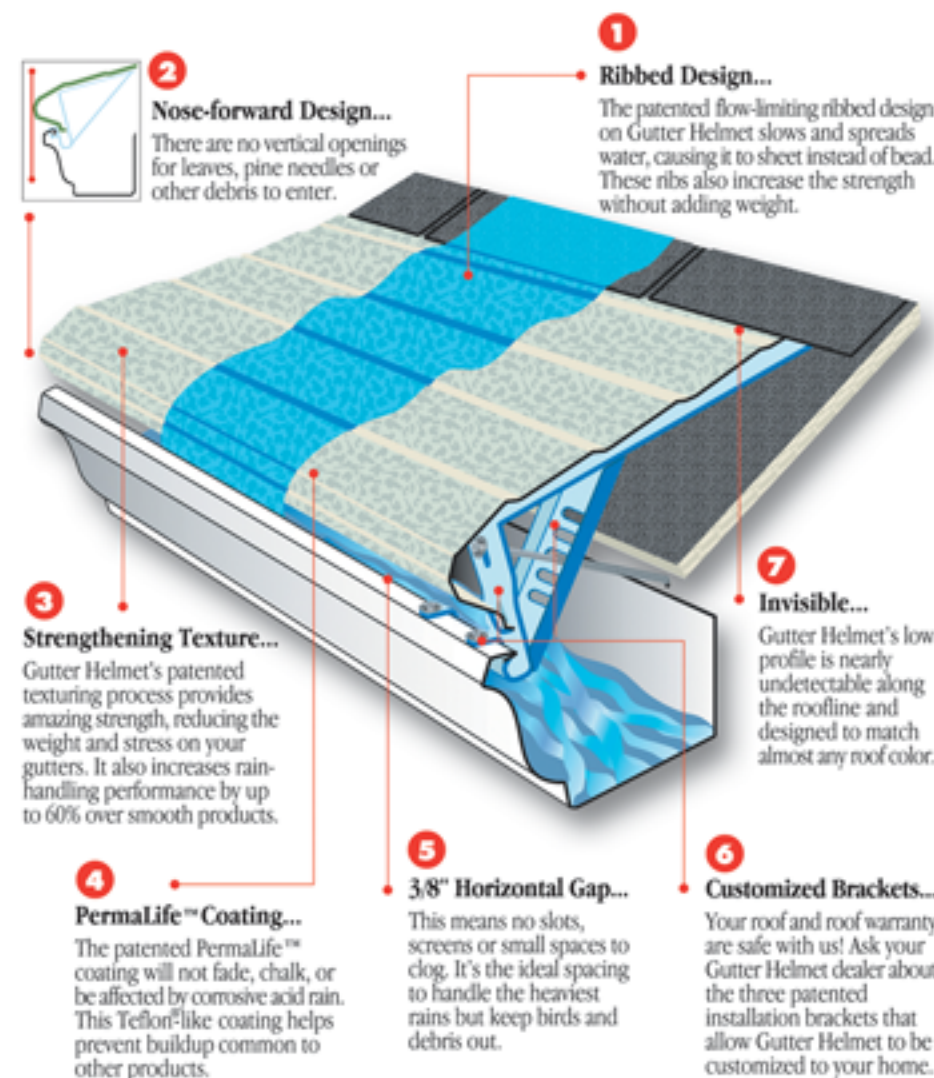 1
Ribbed Design...
The patented flow-limiting ribbed design
on Gutter Helmet slows and spreads
water, causing it to sheet instead of bead.
These ribs also increase the strength
without adding weight.
2
Nose-forward Design...
There are no vertical openings
for leaves, pine needles or
other debris to enter.
3
Strengthening Texture...
Gutter Helmet's patented
texturing process provides
amazing strength, reducing the
weight and stress on your
gutters. It also increases rain-
handling performance by up
to 60% over smooth products.
4
PermaLife™ Coating...
The patented PermaLife™
coating will not fade, chalk, or
be affected by corrosive acid rain.
This Teflon®-like coating helps
prevent buildup common to
other products.
5
3/8" Horizontal Gap...
This means no slots,
screens or small spaces to
clog. It's the ideal spacing
to handle the heaviest
rains but keep birds and
debris out.
6
Customized Brackets...
Your roof and roof warranty
are safe with us! Ask your
Gutter Helmet dealer about
the three patented
installation brackets that
allow Gutter Helmet to be
customized to your home.
7
Invisible...
Gutter Helmet's low
profile is nearly
undetectable along
the roofline and
designed to match
almost any roof color.